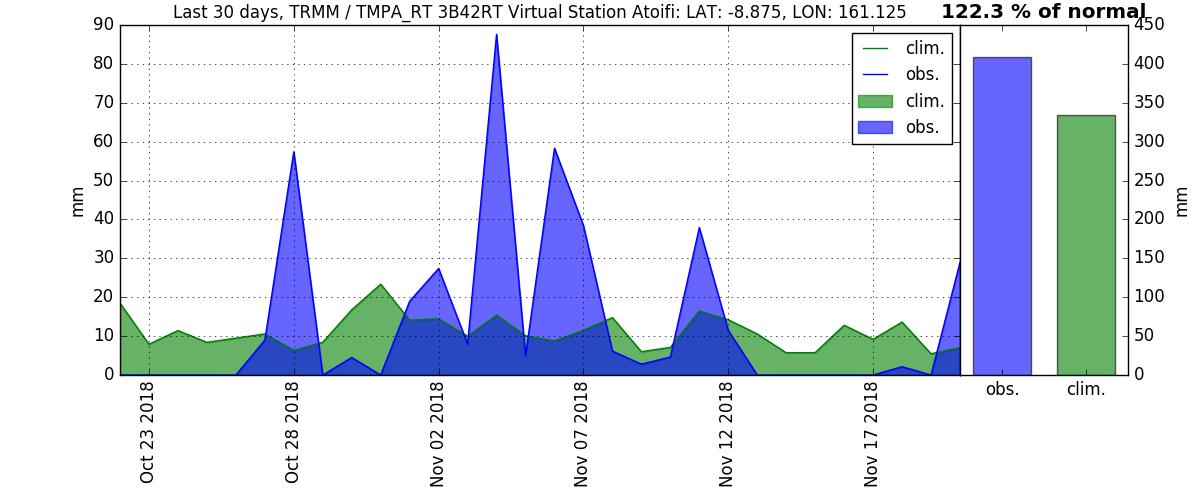 Last 30 days, TRMM / TMPA_RT 3B42RT Virtual Station Atoifi: LAT: -8.875, LON: 161.125
122.3 % of normal
90
80
70
60
50
40
30
20
10
0
mm
clim.
obs.
clim.
obs.
Oct 23 2018
Oct 28 2018
Nov 02 2018
Nov 07 2018
Nov 12 2018
Nov 17 2018
450
400
350
300
250
200
150
100
50
0
mm
obs.
clim.